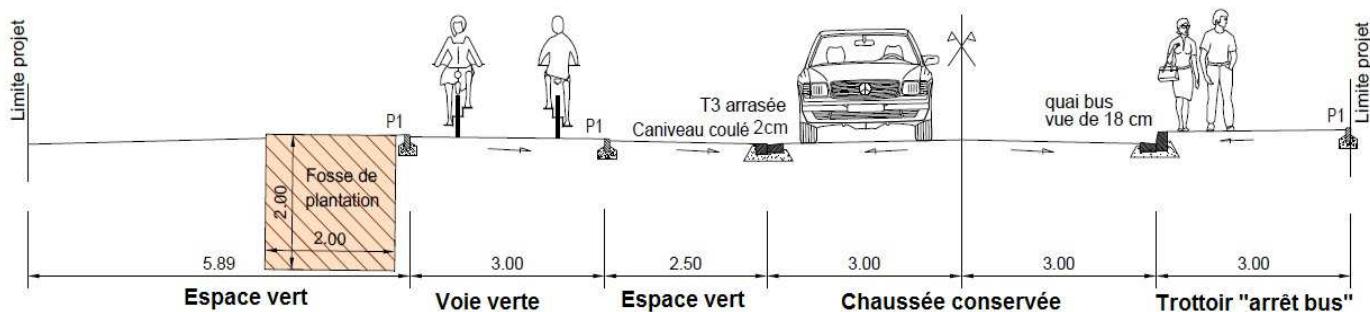 Limite projet
P1
Fosse de
plantation
2.00
2.00
P1
T3 arrasée
Caniveau coulé 2cm
quai bus
vue de 18 cm
P1
Limite projet
5.89
3.00
2.50
3.00
3.00
3.00
Espace vert
Voie verte
Espace vert
Chaussée conservée
Trottoir "arrêt bus"